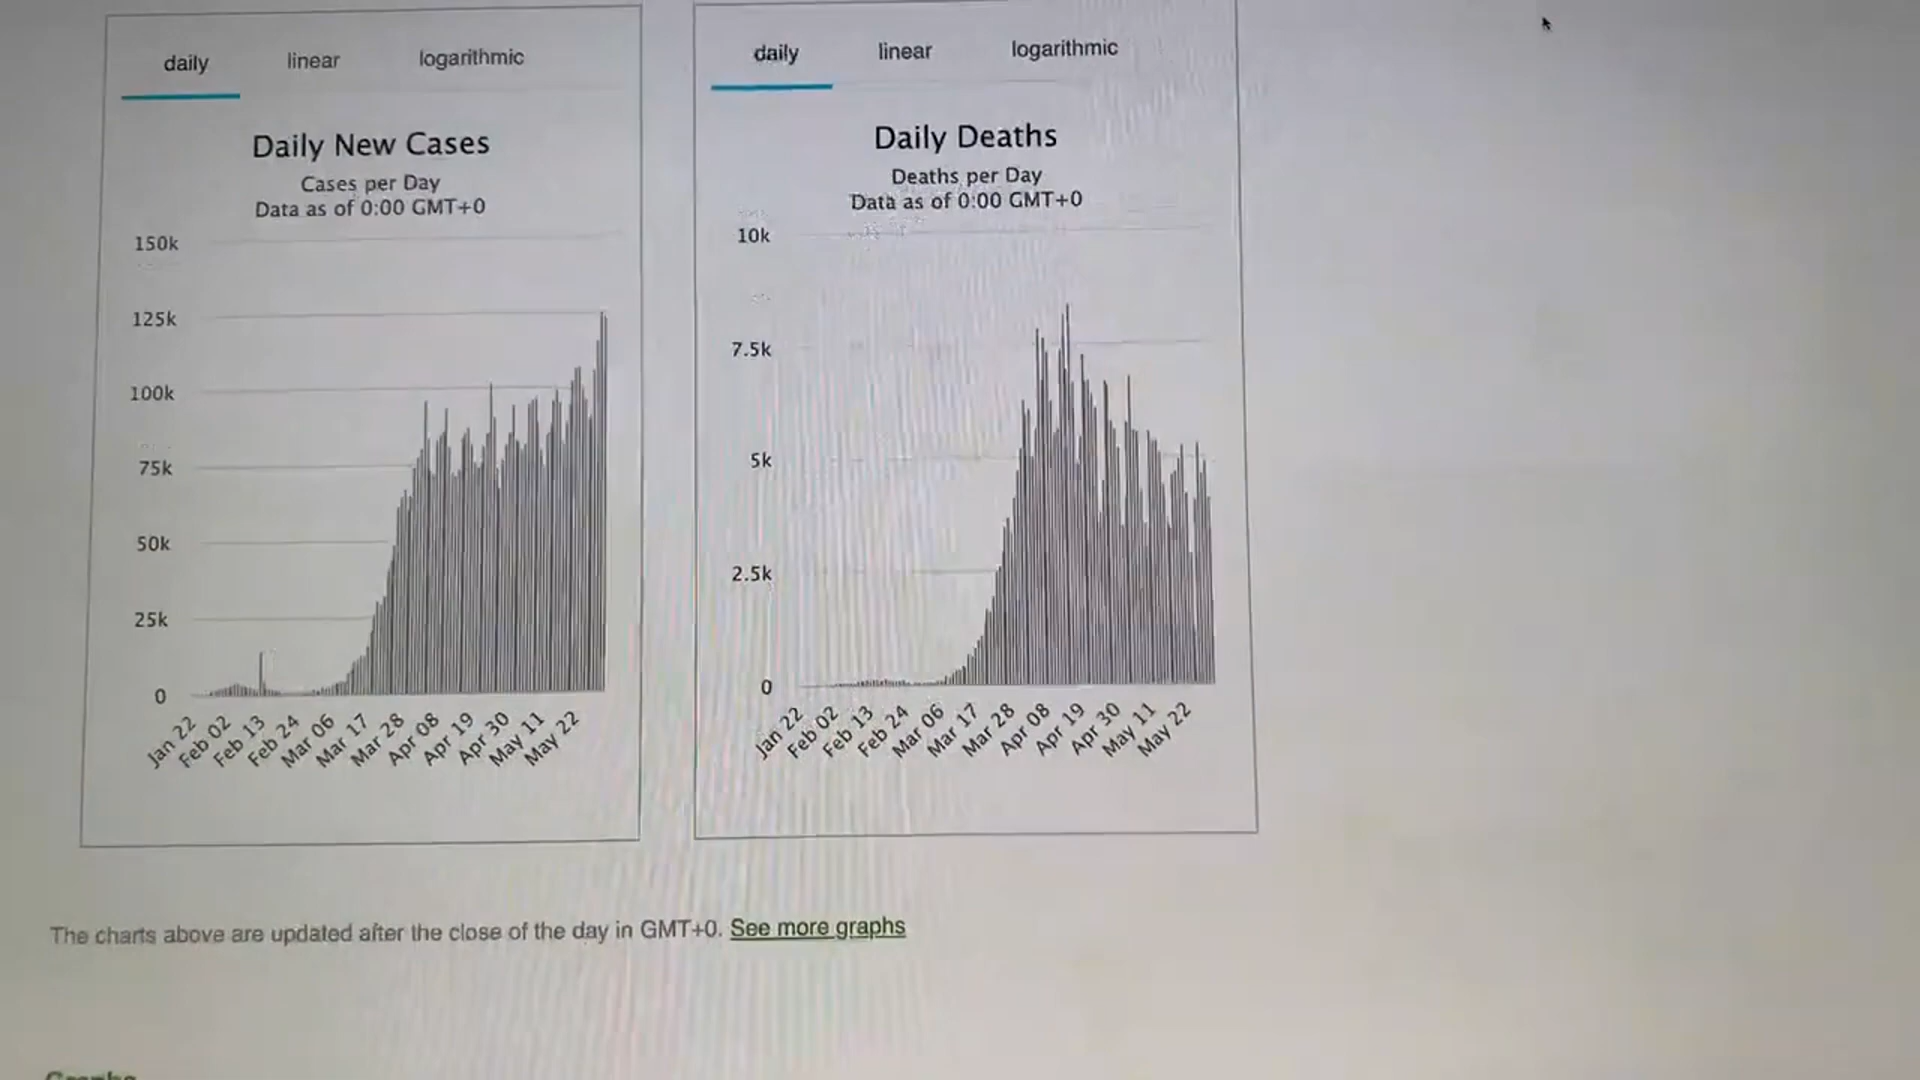 daily linear logarithmic
Daily New Cases
Cases per Day
Data as of 0:00 GMT+0
150k
125k
100k
75k
50k
25k
0
Jan 22
Feb 02
Feb 13
Feb 24
Mar 06
Mar 17
Mar 28
Apr 08
Apr 19
Apr 30
May 11
May 22
daily linear logarithmic
Daily Deaths
Deaths per Day
Data as of 0:00 GMT+0
10k
7.5k
5k
2.5k
0
Jan 22
Feb 02
Feb 13
Feb 24
Mar 06
Mar 17
Mar 28
Apr 08
Apr 19
Apr 30
May 11
May 22
The charts above are updated after the close of the day in GMT+0. See more graphs